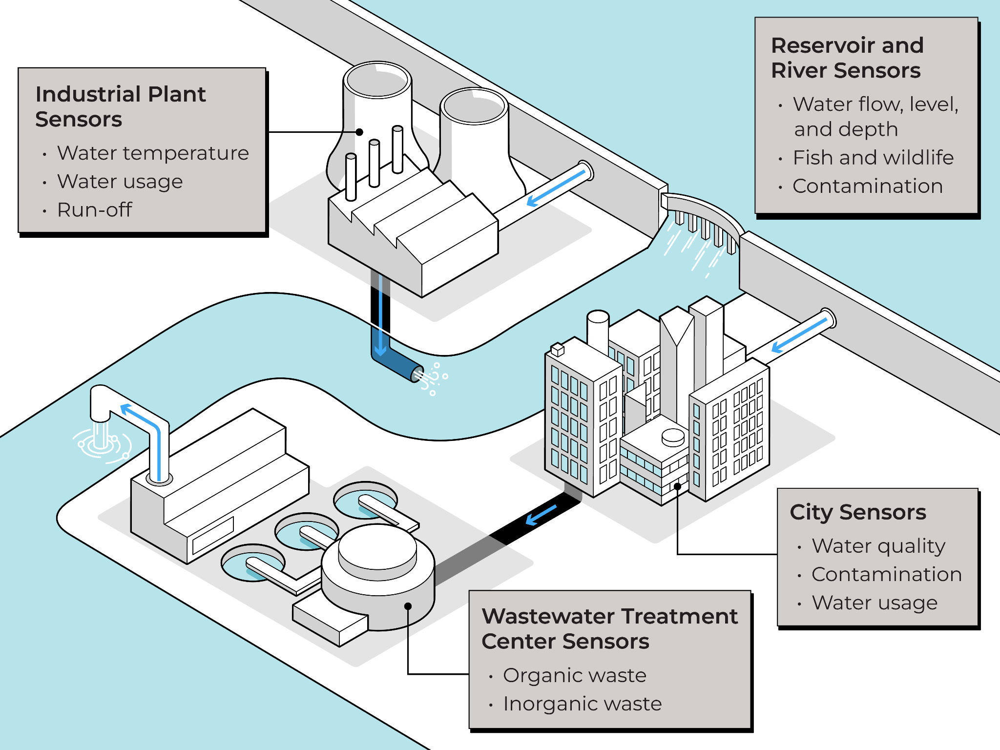 Industrial Plant
Sensors
• Water temperature
• Water usage
• Run-off
Reservoir and
River Sensors
• Water flow, level,
and depth
• Fish and wildlife
• Contamination
City Sensors
• Water quality
• Contamination
• Water usage
Wastewater Treatment
Center Sensors
• Organic waste
• Inorganic waste